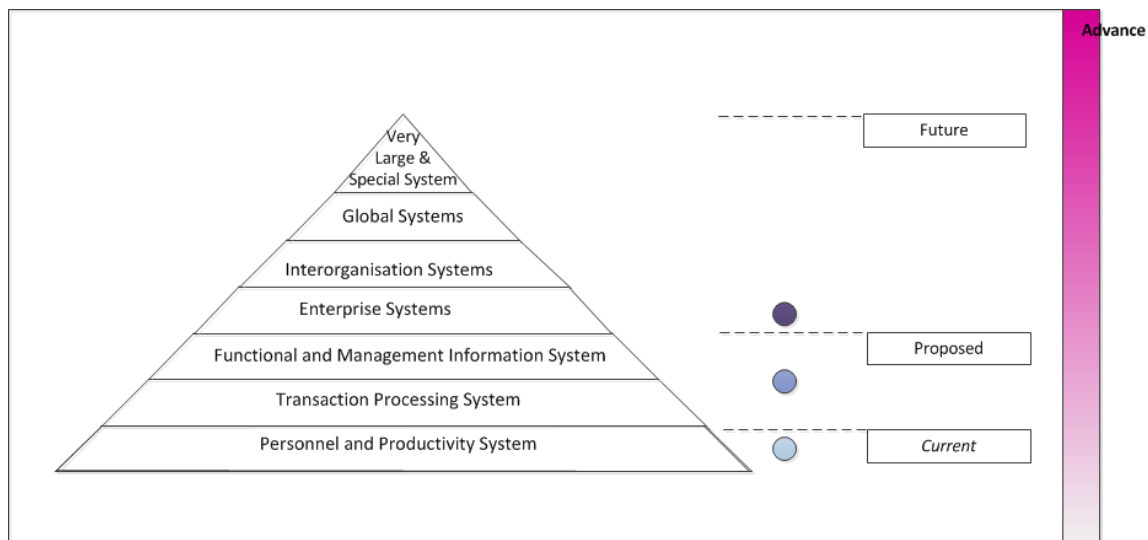 Advance
Future
Very
Large &
Special System
Global Systems
Interorganisation Systems
Enterprise Systems
Proposed
Functional and Management Information System
Transaction Processing System
Personnel and Productivity System
Current